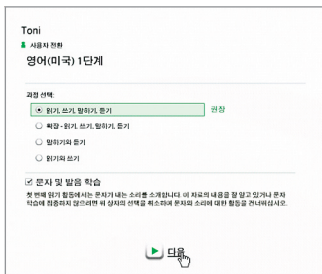 Toni
사용자 전환
영어(미국) 1단계
과정 선택:
읽기, 쓰기, 말하기, 듣기 권장
확장 - 읽기, 쓰기, 말하기, 듣기
말하기와 듣기
읽기와 쓰기
문자 및 발음 학습
첫 번째 읽기 활동에서는 문자가 내는 소리를 소개합니다. 이 자료의 내용을 잘 알고 있거나 문자
학습에 집중하지 않으려면 위 상자의 선택을 취소하여 문자와 소리에 대한 활동을 건너뛰십시오.
다음